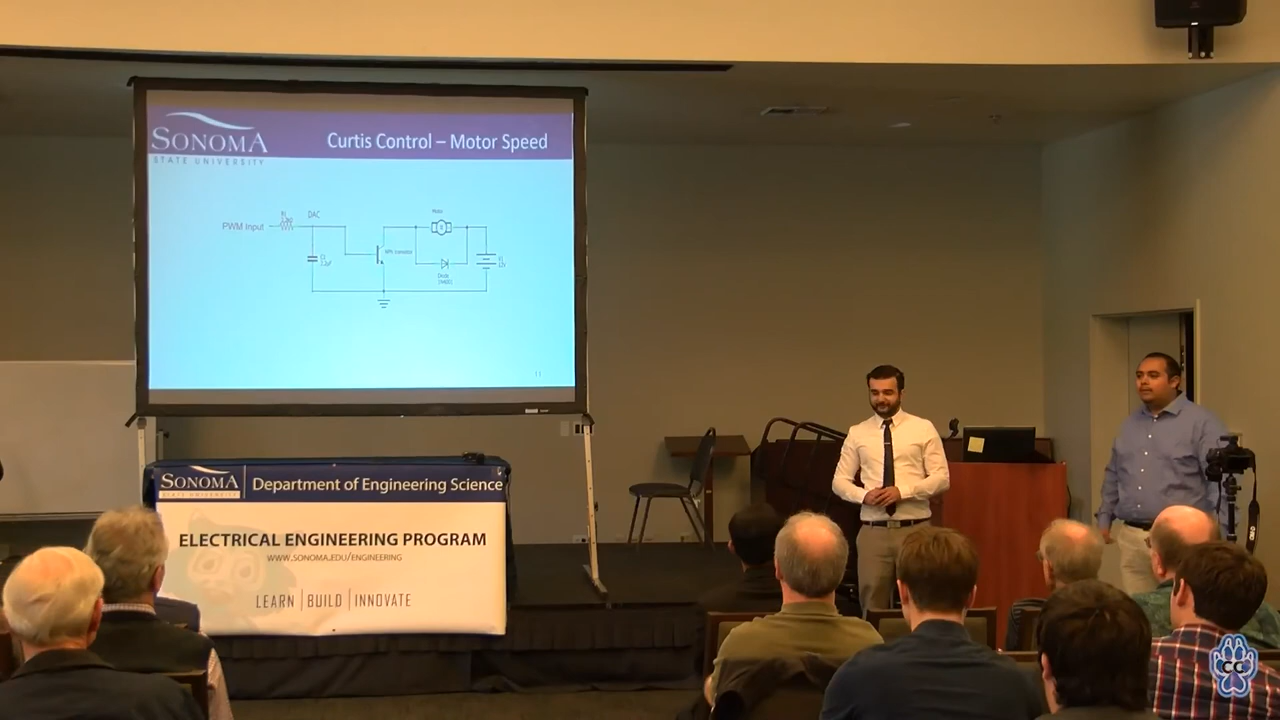 SONOMA
STATE UNIVERSITY
Curtis Control – Motor Speed
PWM Input
DAC
Motor
NPN transistor
Diode
11
SONOMA
STATE UNIVERSITY
Department of Engineering Science
ELECTRICAL ENGINEERING PROGRAM
WWW.SONOMA.EDU/ENGINEERING
LEARN | BUILD | INNOVATE
CC